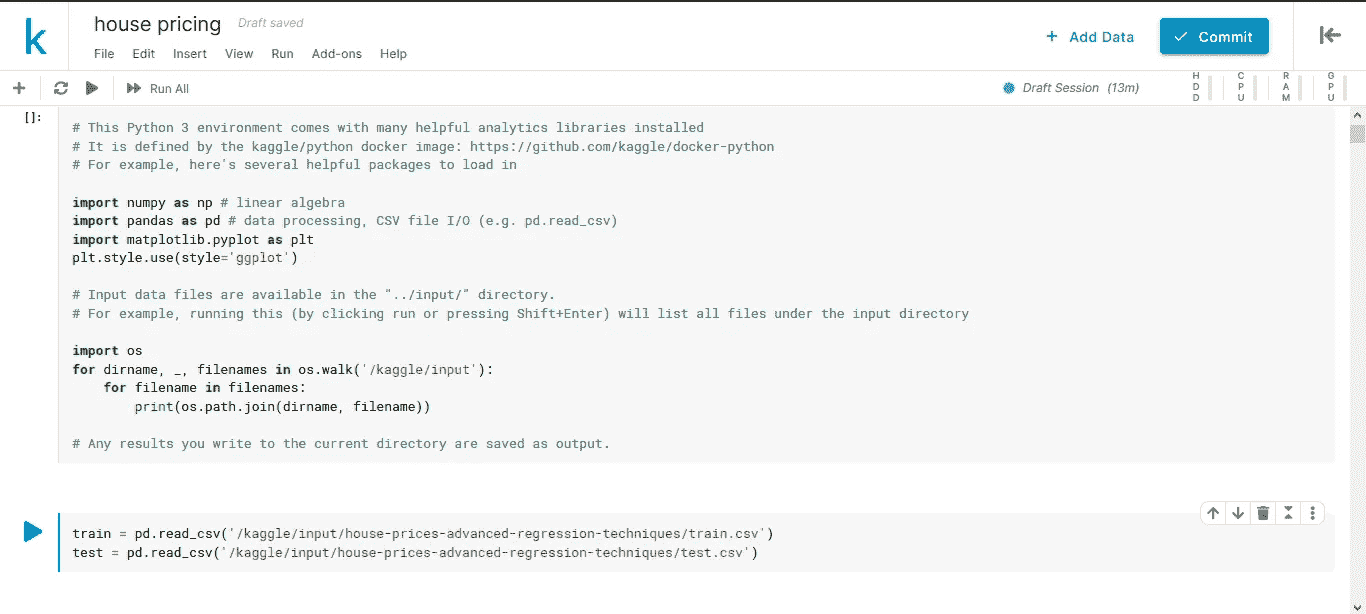 k
house pricing Draft saved
File Edit Insert View Run Add-ons Help
+ Add Data
Commit
Run All
Draft Session (13m)
HDD CPU RAM GPU
[]:
# This Python 3 environment comes with many helpful analytics libraries installed
# It is defined by the kaggle/python docker image: https://github.com/kaggle/docker-python
# For example, here's several helpful packages to load in
import numpy as np # linear algebra
import pandas as pd # data processing, CSV file I/O (e.g. pd.read_csv)
import matplotlib.pyplot as plt
plt.style.use(style='ggplot')
# Input data files are available in the "../input/" directory.
# For example, running this (by clicking run or pressing Shift+Enter) will list all files under the input directory
import os
for dirname, _, filenames in os.walk('/kaggle/input'):
    for filename in filenames:
        print(os.path.join(dirname, filename))
# Any results you write to the current directory are saved as output.
train = pd.read_csv('/kaggle/input/house-prices-advanced-regression-techniques/train.csv')
test = pd.read_csv('/kaggle/input/house-prices-advanced-regression-techniques/test.csv')